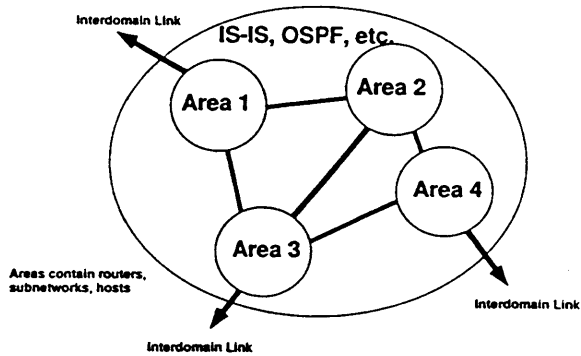 Interdomain Link
IS-IS, OSPF, etc.
Area 1
Area 2
Area 4
Area 3
Areas contain routers,
subnetworks, hosts
Interdomain Link
Interdomain Link